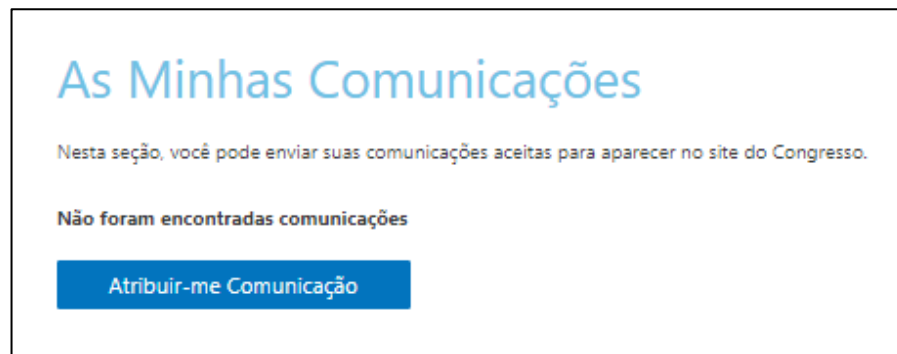 As Minhas Comunicações
Nesta seção, você pode enviar suas comunicações aceitas para aparecer no site do Congresso.
Não foram encontradas comunicações
Atribuir-me Comunicação